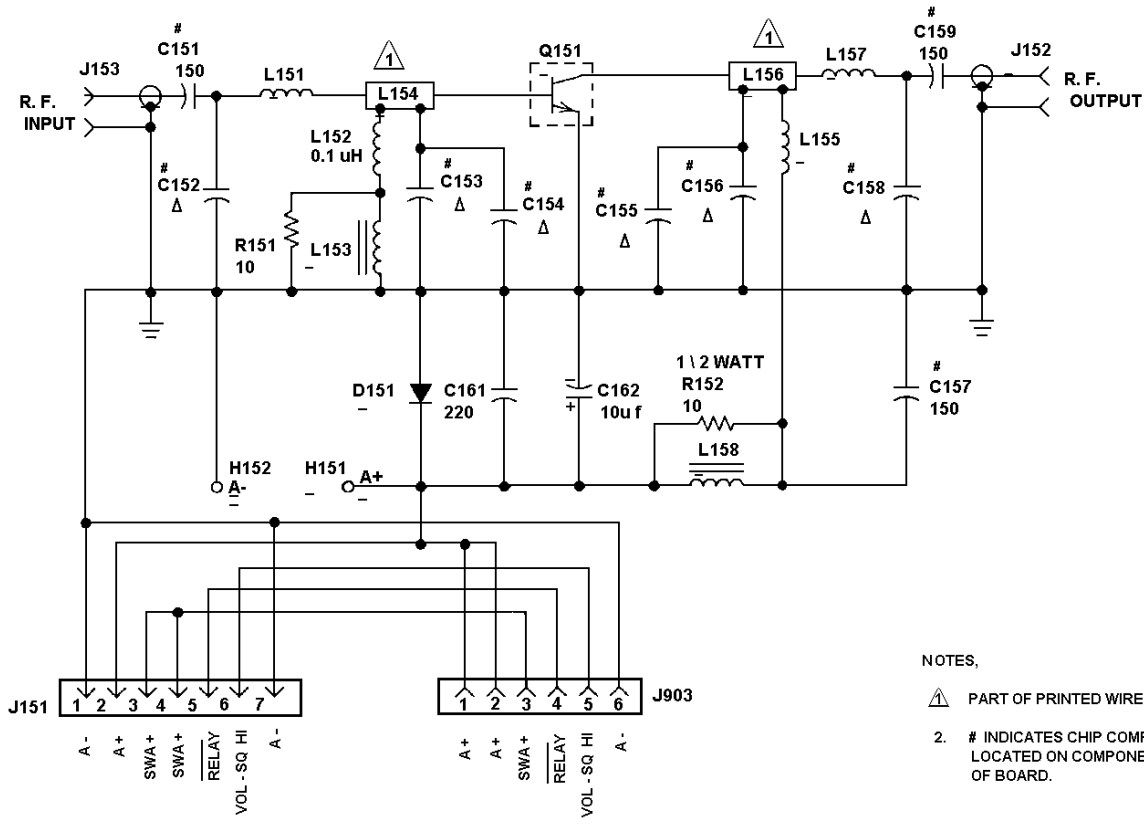 #
C151
150
J153
R. F.
INPUT
L151
1
L154
Q151
1
L156
L157
#
C159
150
J152
R. F.
OUTPUT
L152
0.1 uH
L155
#
C152
Δ
#
C153
Δ
#
C154
Δ
#
C155
Δ
#
C156
Δ
#
C158
Δ
R151
10
L153
D151
C161
220
-
+
C162
10u f
1 \ 2 WATT
R152
10
L158
#
C157
150
H152
A-
H151
A+
J151
1 2 3 4 5 6 7
A -
A +
SWA +
SWA +
RELAY
VOL - SQ HI
A -
1 2 3 4 5 6
J903
A +
A +
SWA +
RELAY
VOL - SQ HI
A -
NOTES,
1 PART OF PRINTED WIRE
2. # INDICATES CHIP COMP
LOCATED ON COMPONE
OF BOARD.